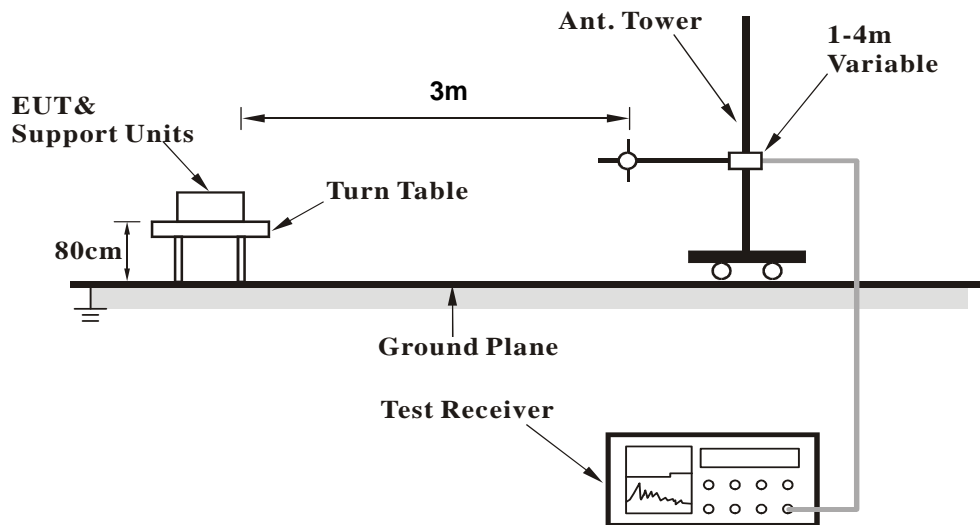 Ant. Tower
1-4m
Variable
3m
EUT&
Support Units
Turn Table
80cm
Ground Plane
Test Receiver